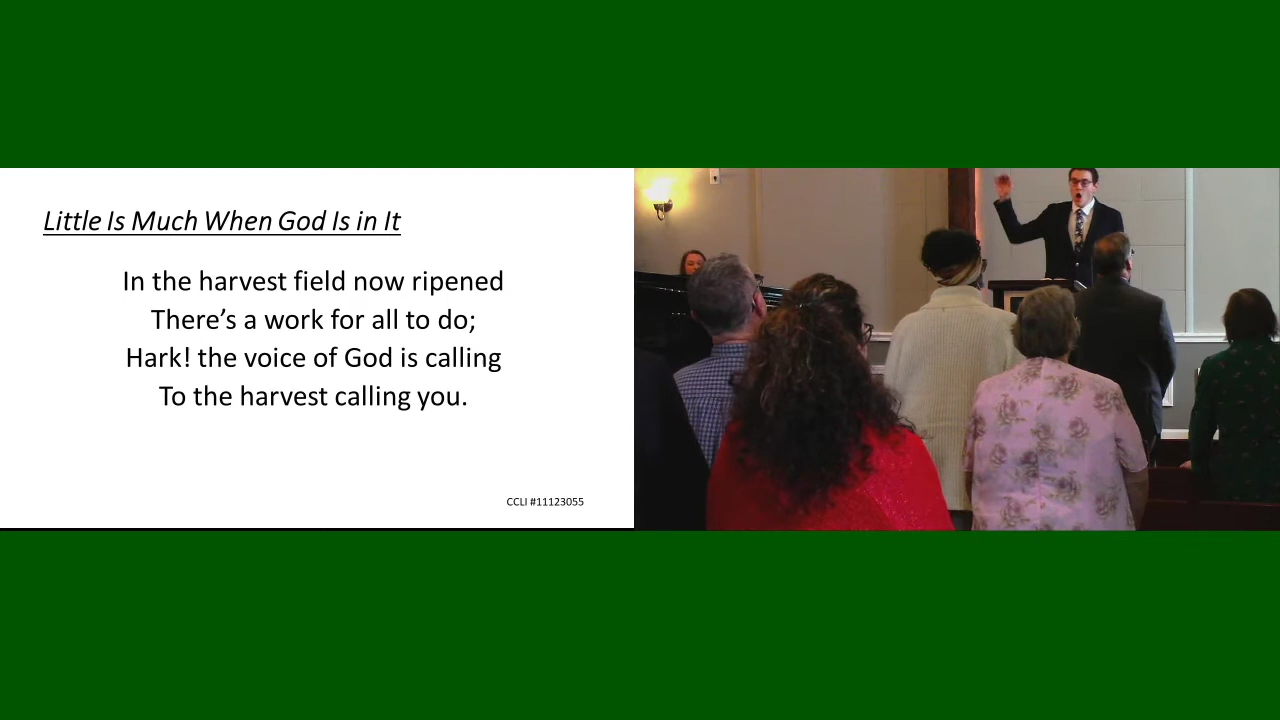 Little Is Much When God Is in It
In the harvest field now ripened
There’s a work for all to do;
Hark! the voice of God is calling
To the harvest calling you.
CCLI #11123055